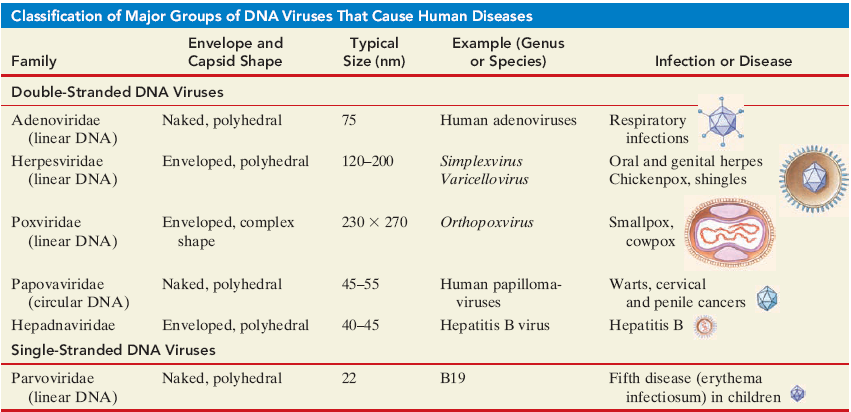 Classification of Major Groups of DNA Viruses That Cause Human Diseases
Family Envelope and Capsid Shape Typical Size (nm) Example (Genus or Species) Infection or Disease
Double-Stranded DNA Viruses
Adenoviridae Naked, polyhedral 75 Human adenoviruses Respiratory
(linear DNA) infections
Herpesviridae Enveloped, polyhedral 120–200 Simplexvirus Oral and genital herpes
(linear DNA) Varicellovirus Chickenpox, shingles
Poxviridae Enveloped, complex 230 × 270 Orthopoxvirus Smallpox,
(linear DNA) shape cowpox
Papovaviridae Naked, polyhedral 45–55 Human papilloma- Warts, cervical
(circular DNA) viruses and penile cancers
Hepadnaviridae Enveloped, polyhedral 40–45 Hepatitis B virus Hepatitis B
Single-Stranded DNA Viruses
Parvoviridae Naked, polyhedral 22 B19 Fifth disease (erythema
(linear DNA) infectiosum) in children